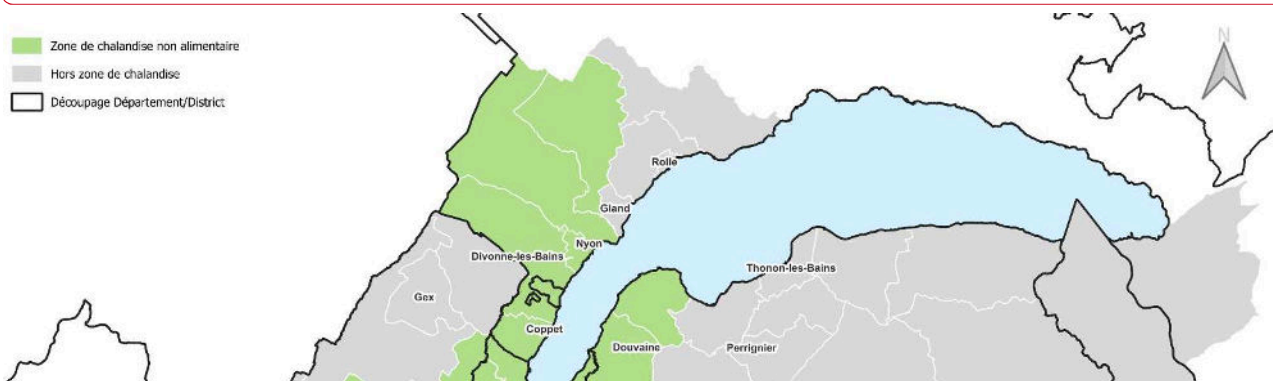 Zone de chalandise non alimentaire
Hors zone de chalandise
Découpage Département/District
N
Rolle
Gland
Nyon
Divonne-les-Bains
Thonon-les-Bains
Gex
Coppet
Douvaine
Perrignier